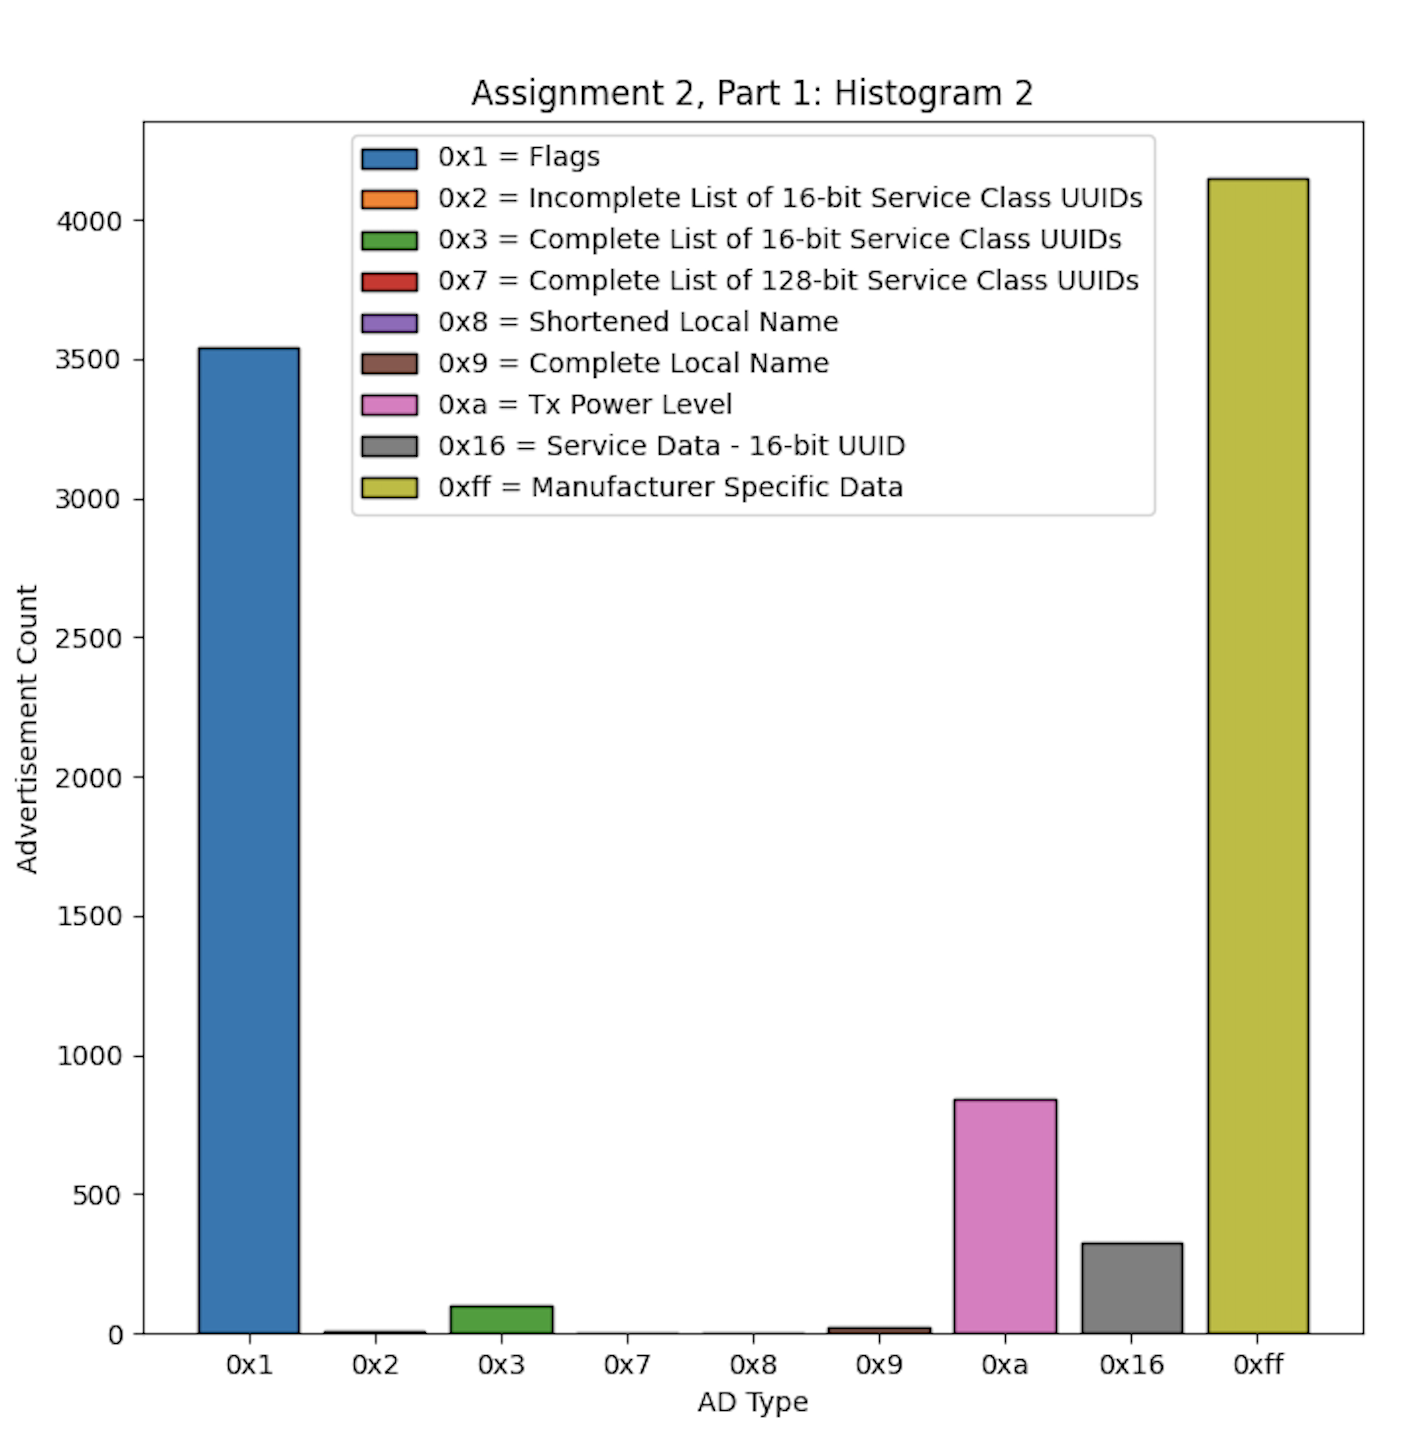 Assignment 2, Part 1: Histogram 2
0x1 = Flags
0x2 = Incomplete List of 16-bit Service Class UUIDs
0x3 = Complete List of 16-bit Service Class UUIDs
0x7 = Complete List of 128-bit Service Class UUIDs
0x8 = Shortened Local Name
0x9 = Complete Local Name
0xa = Tx Power Level
0x16 = Service Data - 16-bit UUID
0xff = Manufacturer Specific Data
Advertisement Count
4000
3500
3000
2500
2000
1500
1000
500
0
0x1 0x2 0x3 0x7 0x8 0x9 0xa 0x16 0xff
AD Type